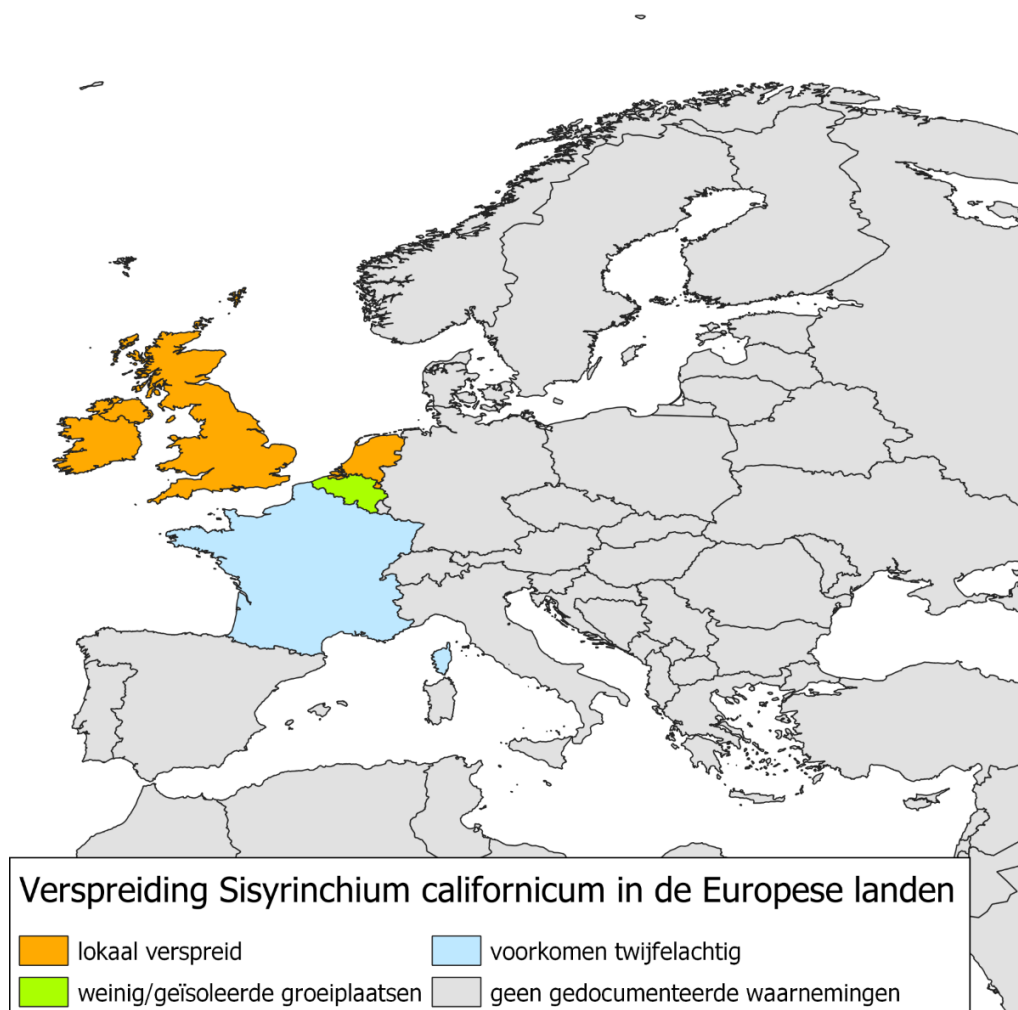 Verspreiding Sisyrinchium californicum in de Europese landen
lokaal verspreid
voorkomen twijfelachtig
weinig/geïsoleerde groeiplaatsen
geen gedocumenteerde waarnemingen